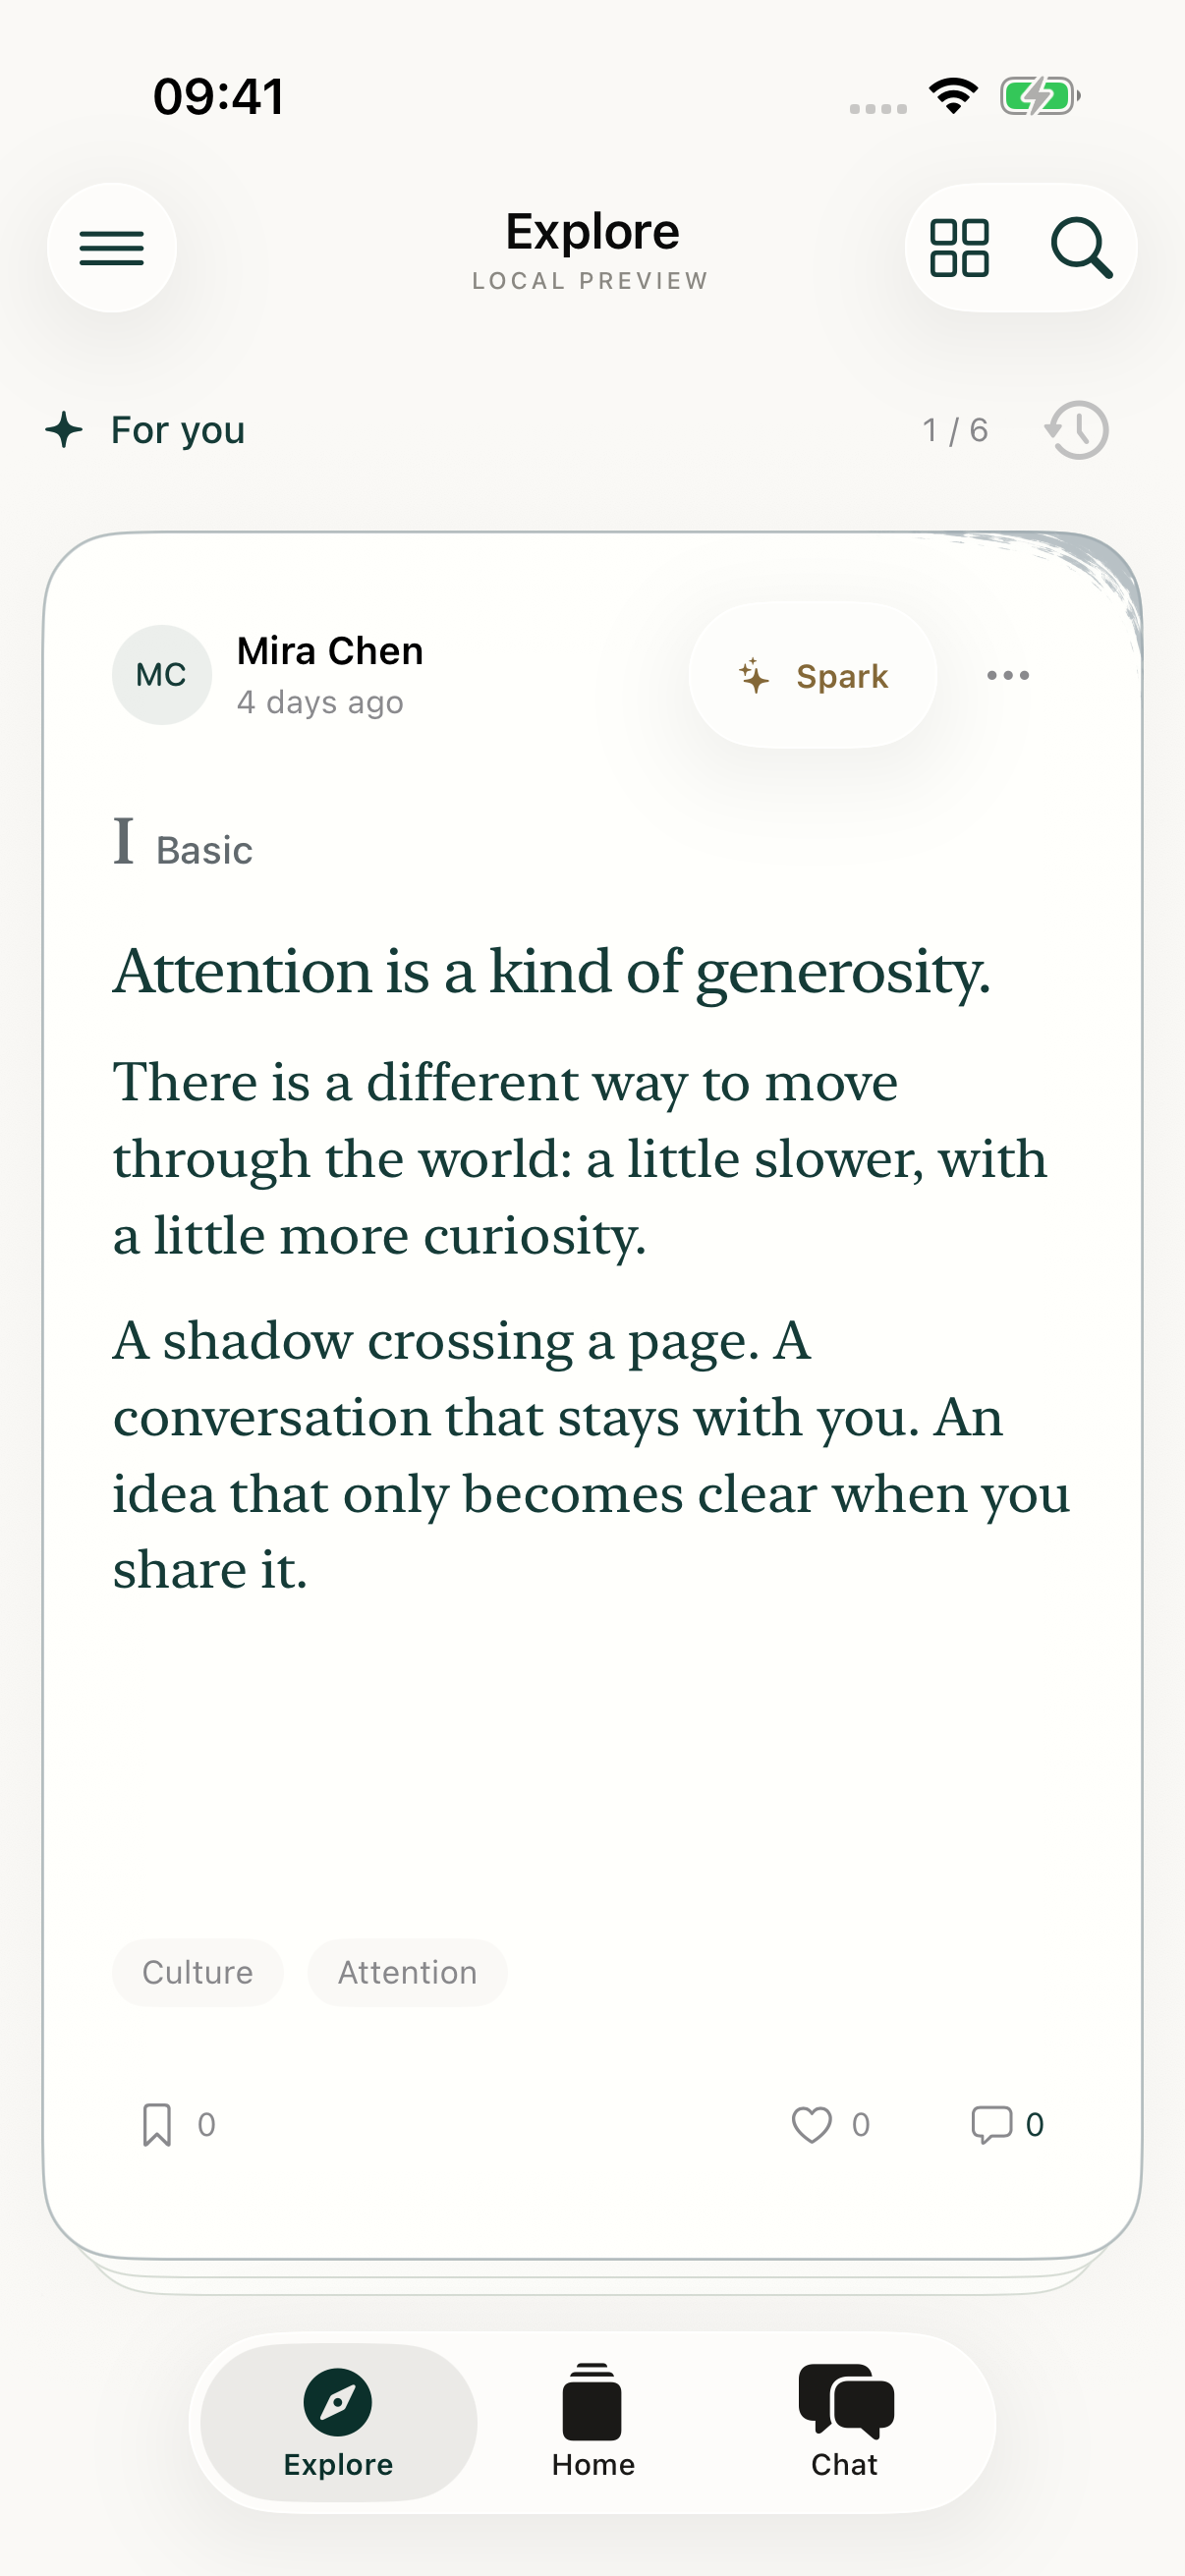 09:41
Explore
LOCAL PREVIEW
For you
1 / 6
MC
Mira Chen
4 days ago
Spark
I Basic
Attention is a kind of generosity.
There is a different way to move
through the world: a little slower, with
a little more curiosity.
A shadow crossing a page. A
conversation that stays with you. An
idea that only becomes clear when you
share it.
Culture
Attention
0
0
0
Explore
Home
Chat